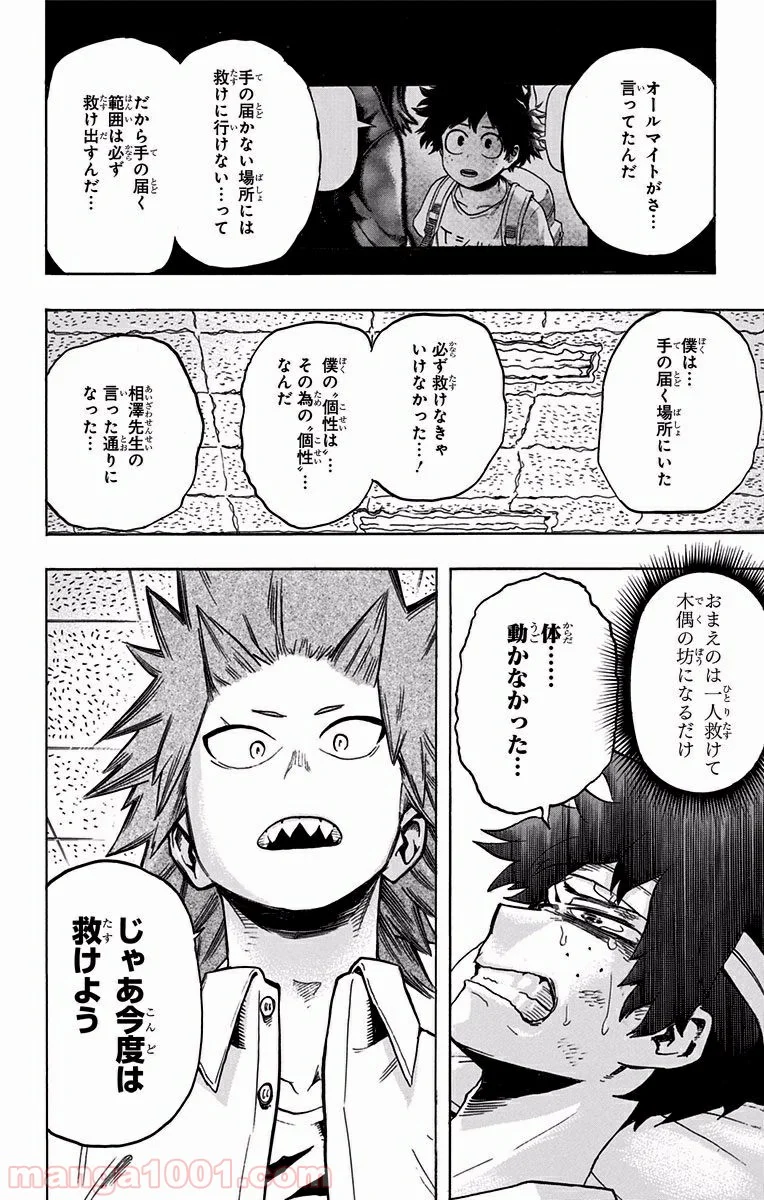 オールマイトがさ…
言ってたんだ
手の届かない場所には
救けに行けない…って
だから手の届く
範囲は必ず
救け出すんだ…
僕は…
手の届く場所にいた
必ず救けなきゃ
いけなかった…!
僕の〝個性〟は…
その為の〝個性〟…
なんだ
相澤先生の
言った通りに
なった…
おまえのは一人救けて
木偶の坊になるだけ
体……
動かなかった…
じゃあ今度は
救けよう
manga1001.com